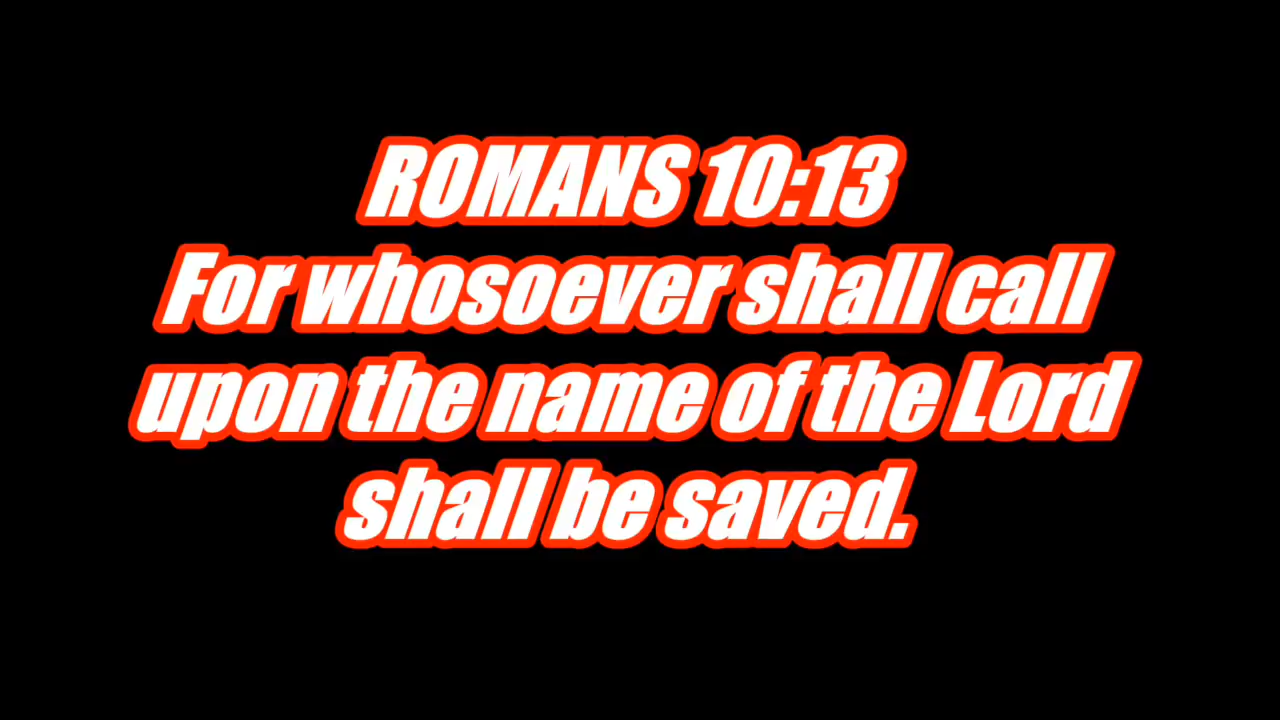 ROMANS 10:13
For whosoever shall call
upon the name of the Lord
shall be saved.